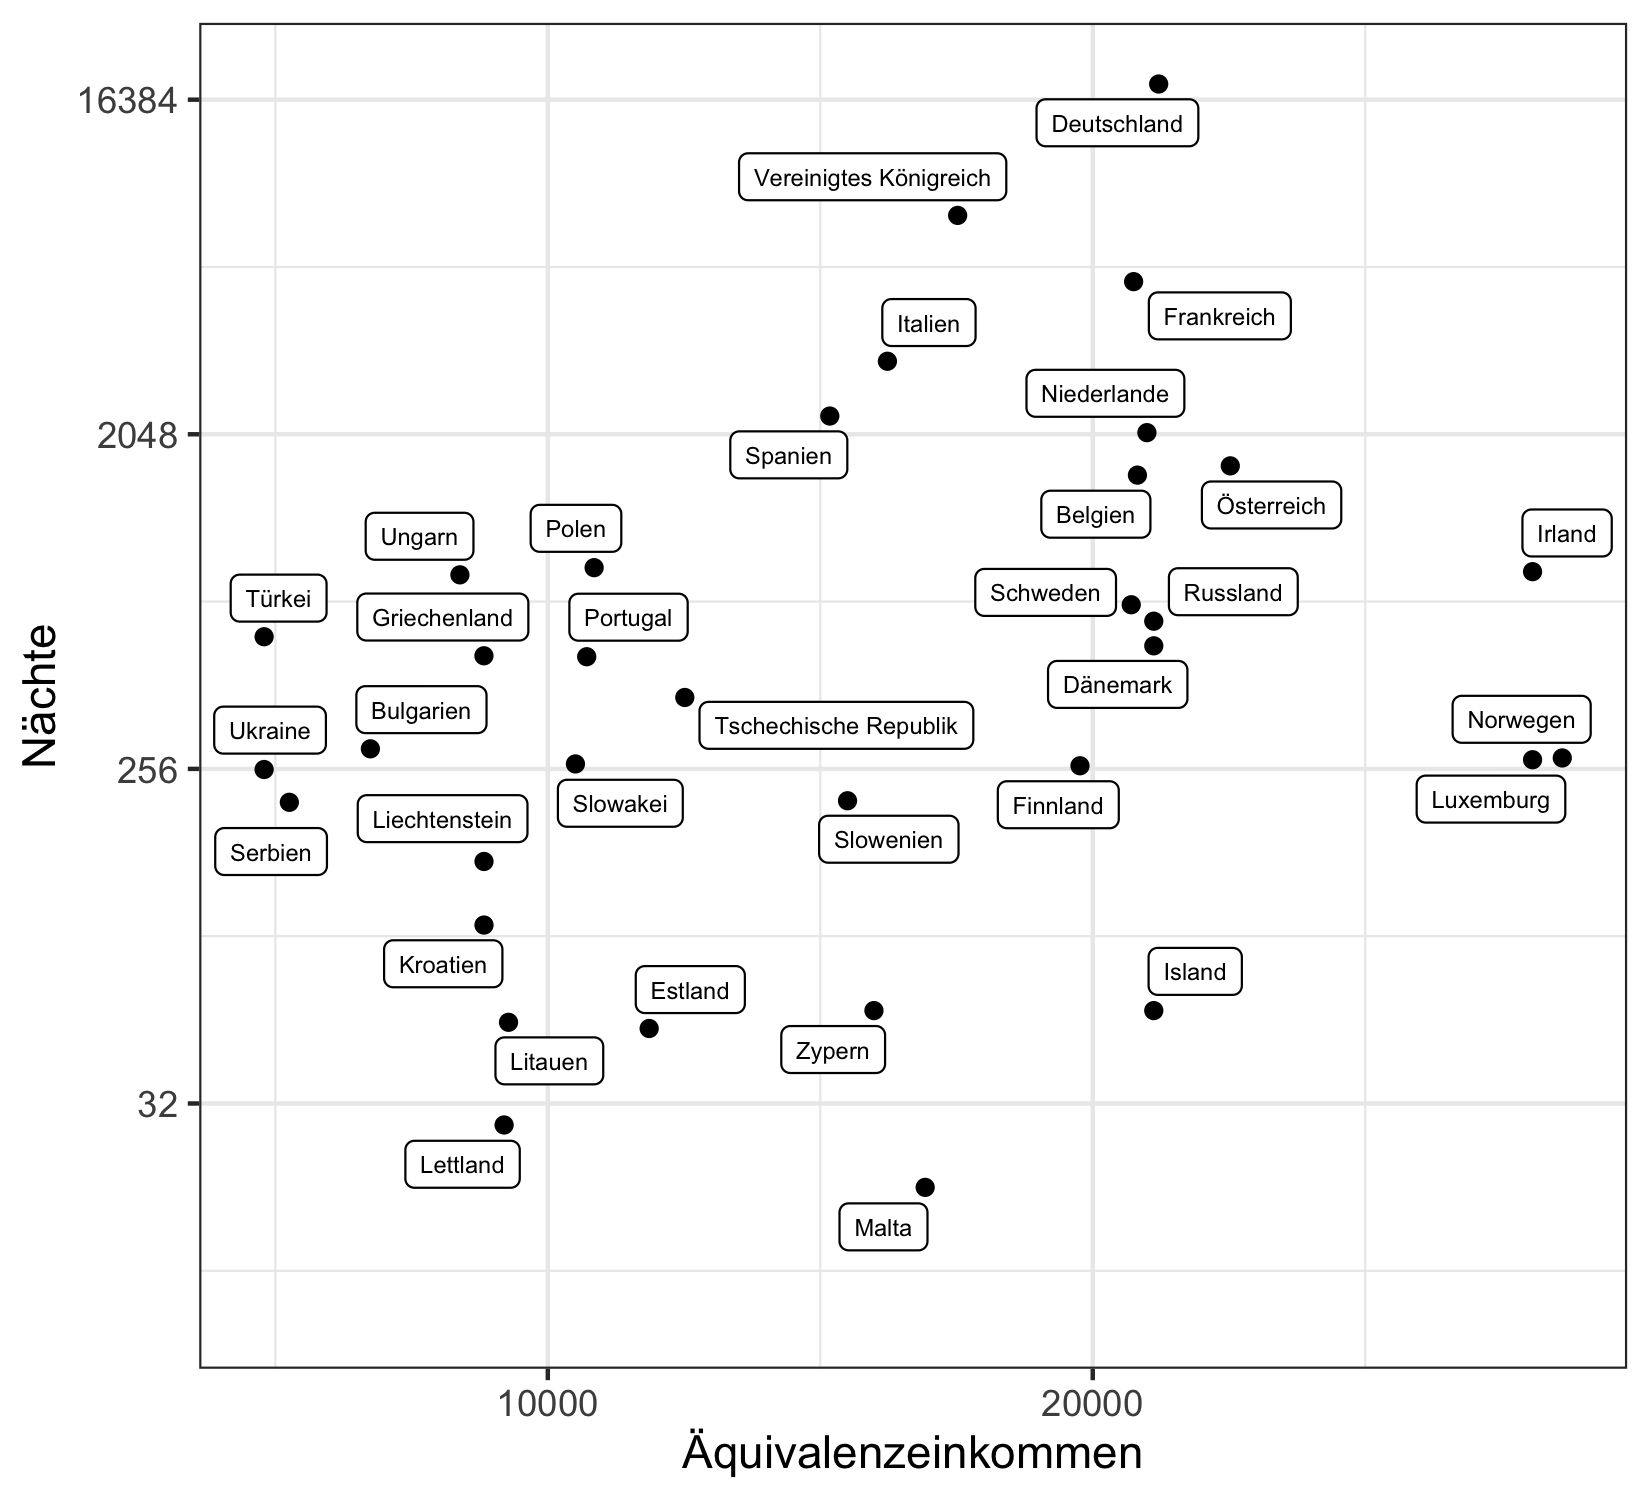 16384
Deutschland
Vereinigtes Königreich
Frankreich
Italien
Niederlande
2048
Spanien
Österreich
Belgien
Polen
Irland
Ungarn
Schweden
Russland
Türkei
Griechenland
Portugal
Dänemark
Nächte
Bulgarien
Norwegen
Tschechische Republik
Ukraine
256
Luxemburg
Slowakei
Finnland
Liechtenstein
Slowenien
Serbien
Kroatien
Island
Estland
Zypern
Litauen
32
Lettland
Malta
10000
20000
Äquivalenzeinkommen